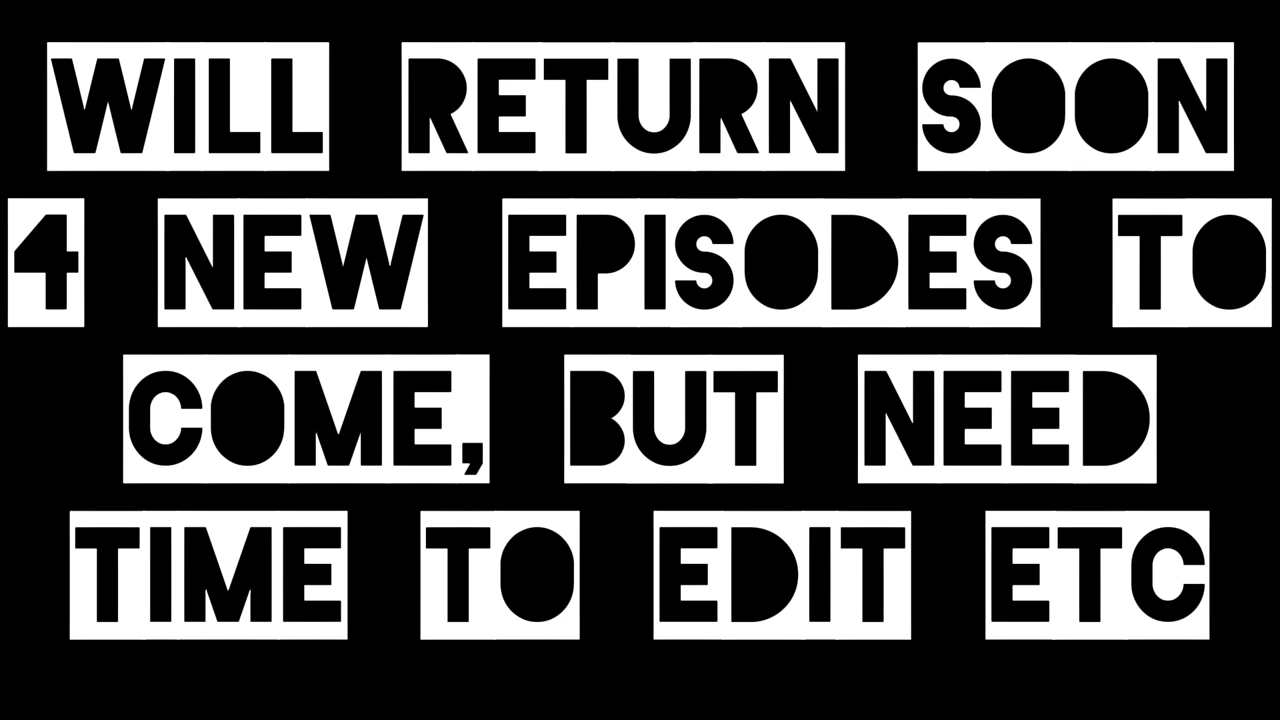 WILL RETURN SOON
4 NEW EPISODES TO
COME, BUT NEED
TIME TO EDIT ETC